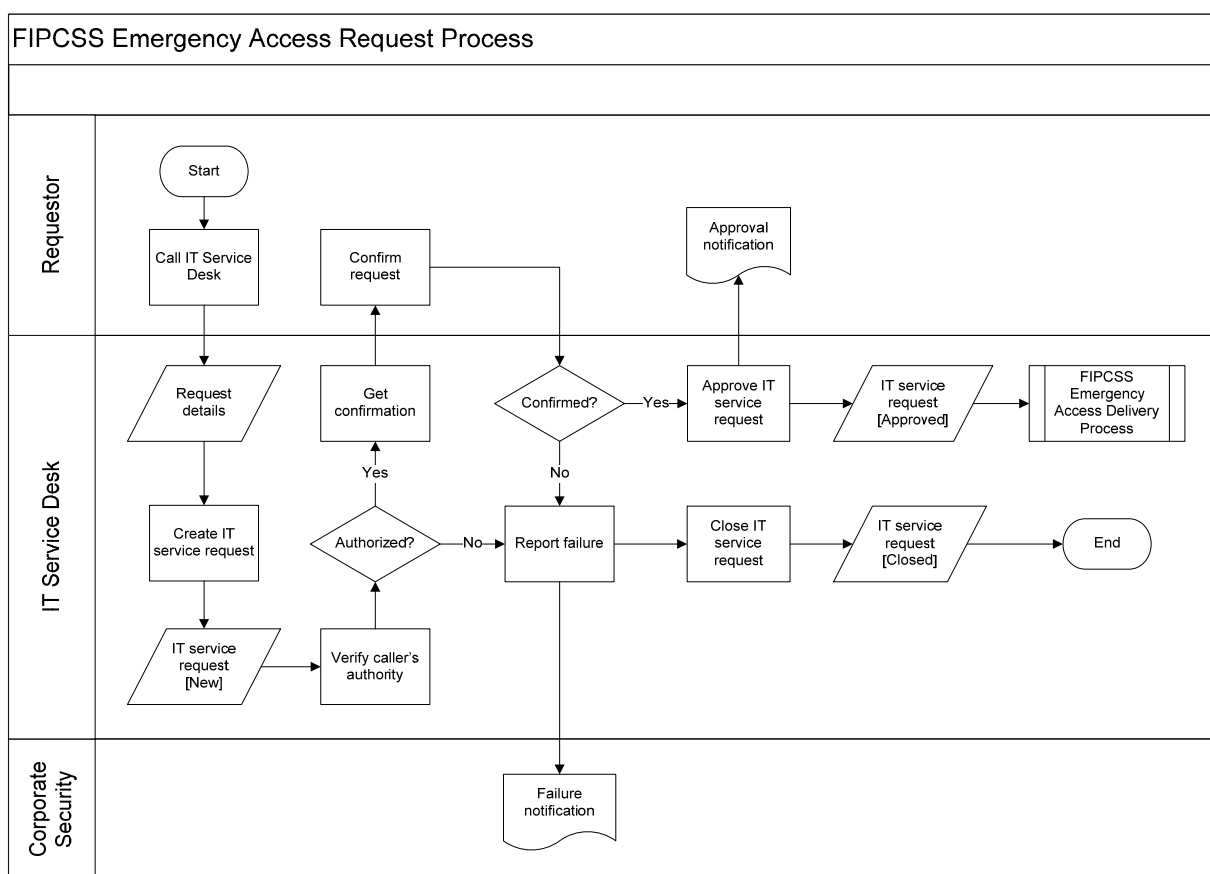 FIPCSS Emergency Access Request Process
Requestor
Start
Call IT Service
Desk
Confirm
request
Approval
notification
IT Service Desk
Request
details
Get
confirmation
Confirmed?
Yes
Approve IT
service
request
IT service
request
[Approved]
FIPCSS
Emergency
Access Delivery
Process
Yes
No
Create IT
service request
Authorized?
No
Report failure
Close IT
service
request
IT service
request
[Closed]
End
IT service
request
[New]
Verify caller's
authority
Corporate
Security
Failure
notification